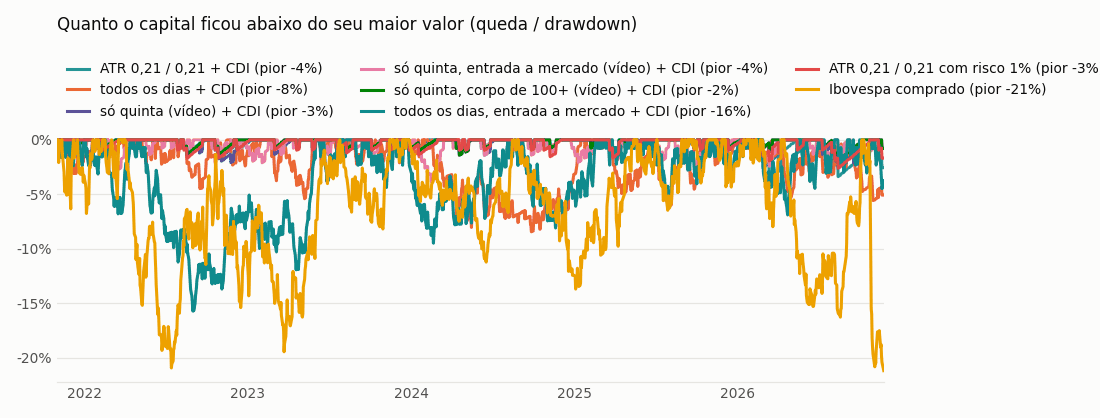 Quanto o capital ficou abaixo do seu maior valor (queda / drawdown)
ATR 0,21 / 0,21 + CDI (pior -4%)
todos os dias + CDI (pior -8%)
só quinta (vídeo) + CDI (pior -3%)
só quinta, entrada a mercado (vídeo) + CDI (pior -4%)
só quinta, corpo de 100+ (vídeo) + CDI (pior -2%)
todos os dias, entrada a mercado + CDI (pior -16%)
ATR 0,21 / 0,21 com risco 1% (pior -3%
Ibovespa comprado (pior -21%)
0%
-5%
-10%
-15%
-20%
2022 2023 2024 2025 2026